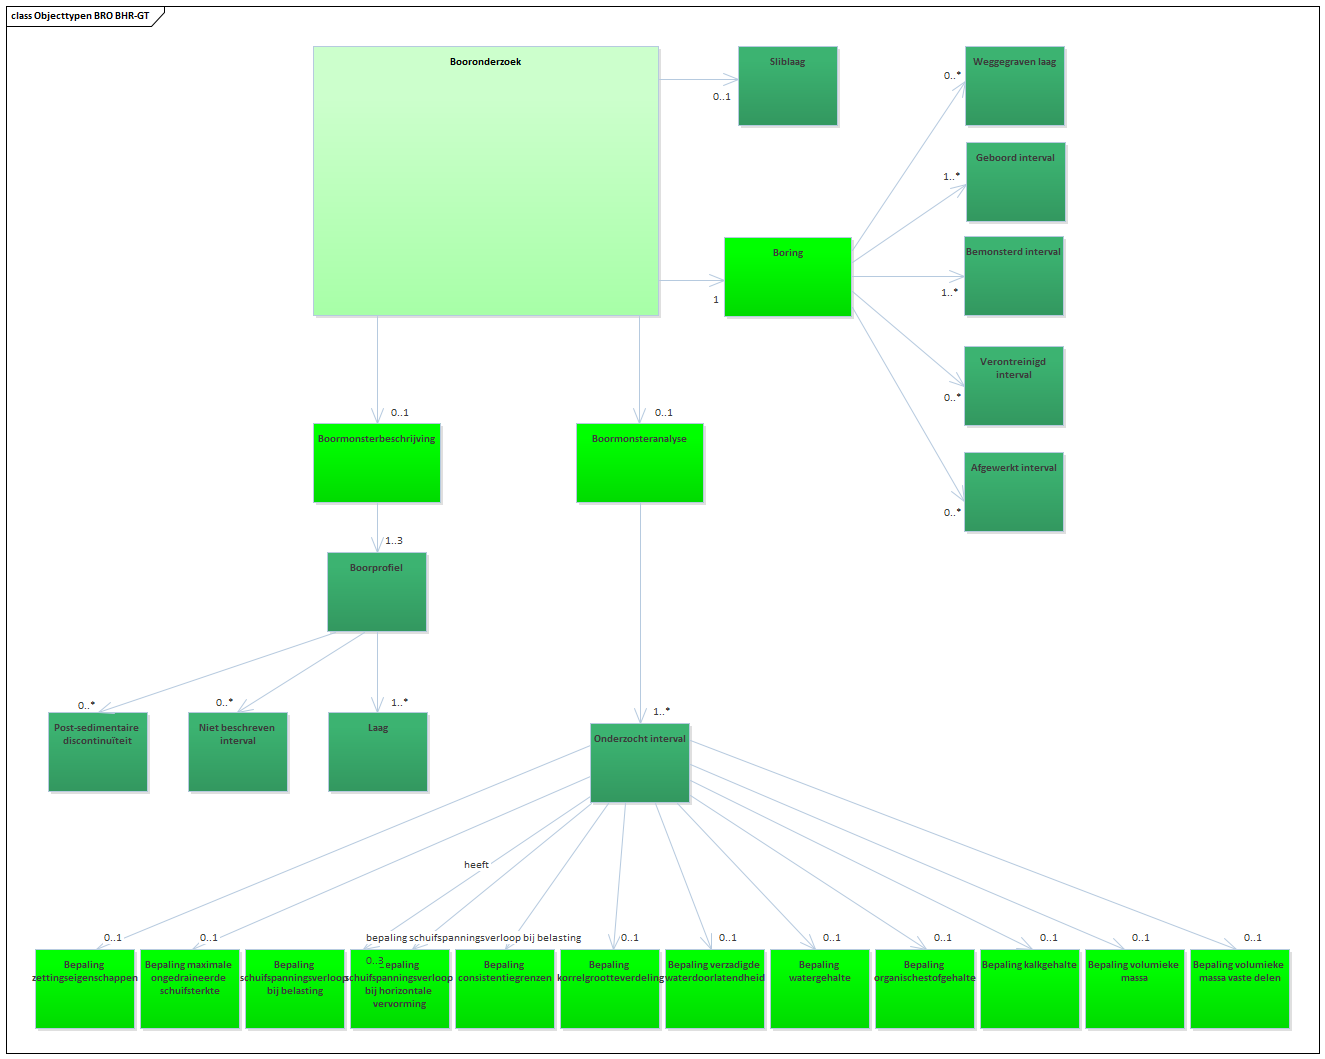 class Objecttypen BRO BHR-GT
Booronderzoek
Sliblaag
0..1
Weggegraven laag
0..*
Geboord interval
1..*
Boring
1
Bemonsterd interval
1..*
Verontreinigd
interval
0..*
Afgewerkt interval
0..*
0..1
Boormonsterbeschrijving
0..1
Boormonsteranalyse
1..3
Boorprofiel
0..*
Post-sedimentaire
discontinuïteit
0..*
Niet beschreven
interval
1..*
Laag
1..*
Onderzocht interval
heeft
0..1
0..1
bepaling schuifspanningsverloop bij belasting
0..3
0..1
0..1
0..1
0..1
0..1
0..1
0..1
Bepaling
zettingseigenschappen
Bepaling maximale
ongedraineerde
schuifsterkte
Bepaling
schuifspanningsverloop
bij belasting
epaling
schuifspanningsverloop
bij horizontale
vervorming
Bepaling
consistentiegrenzen
Bepaling
korrelgrootteverdeling
Bepaling verzadigde
waterdoorlatendheid
Bepaling
watergehalte
Bepaling
organischestofgehalte
Bepaling kalkgehalte
Bepaling volumieke
massa
Bepaling volumieke
massa vaste delen